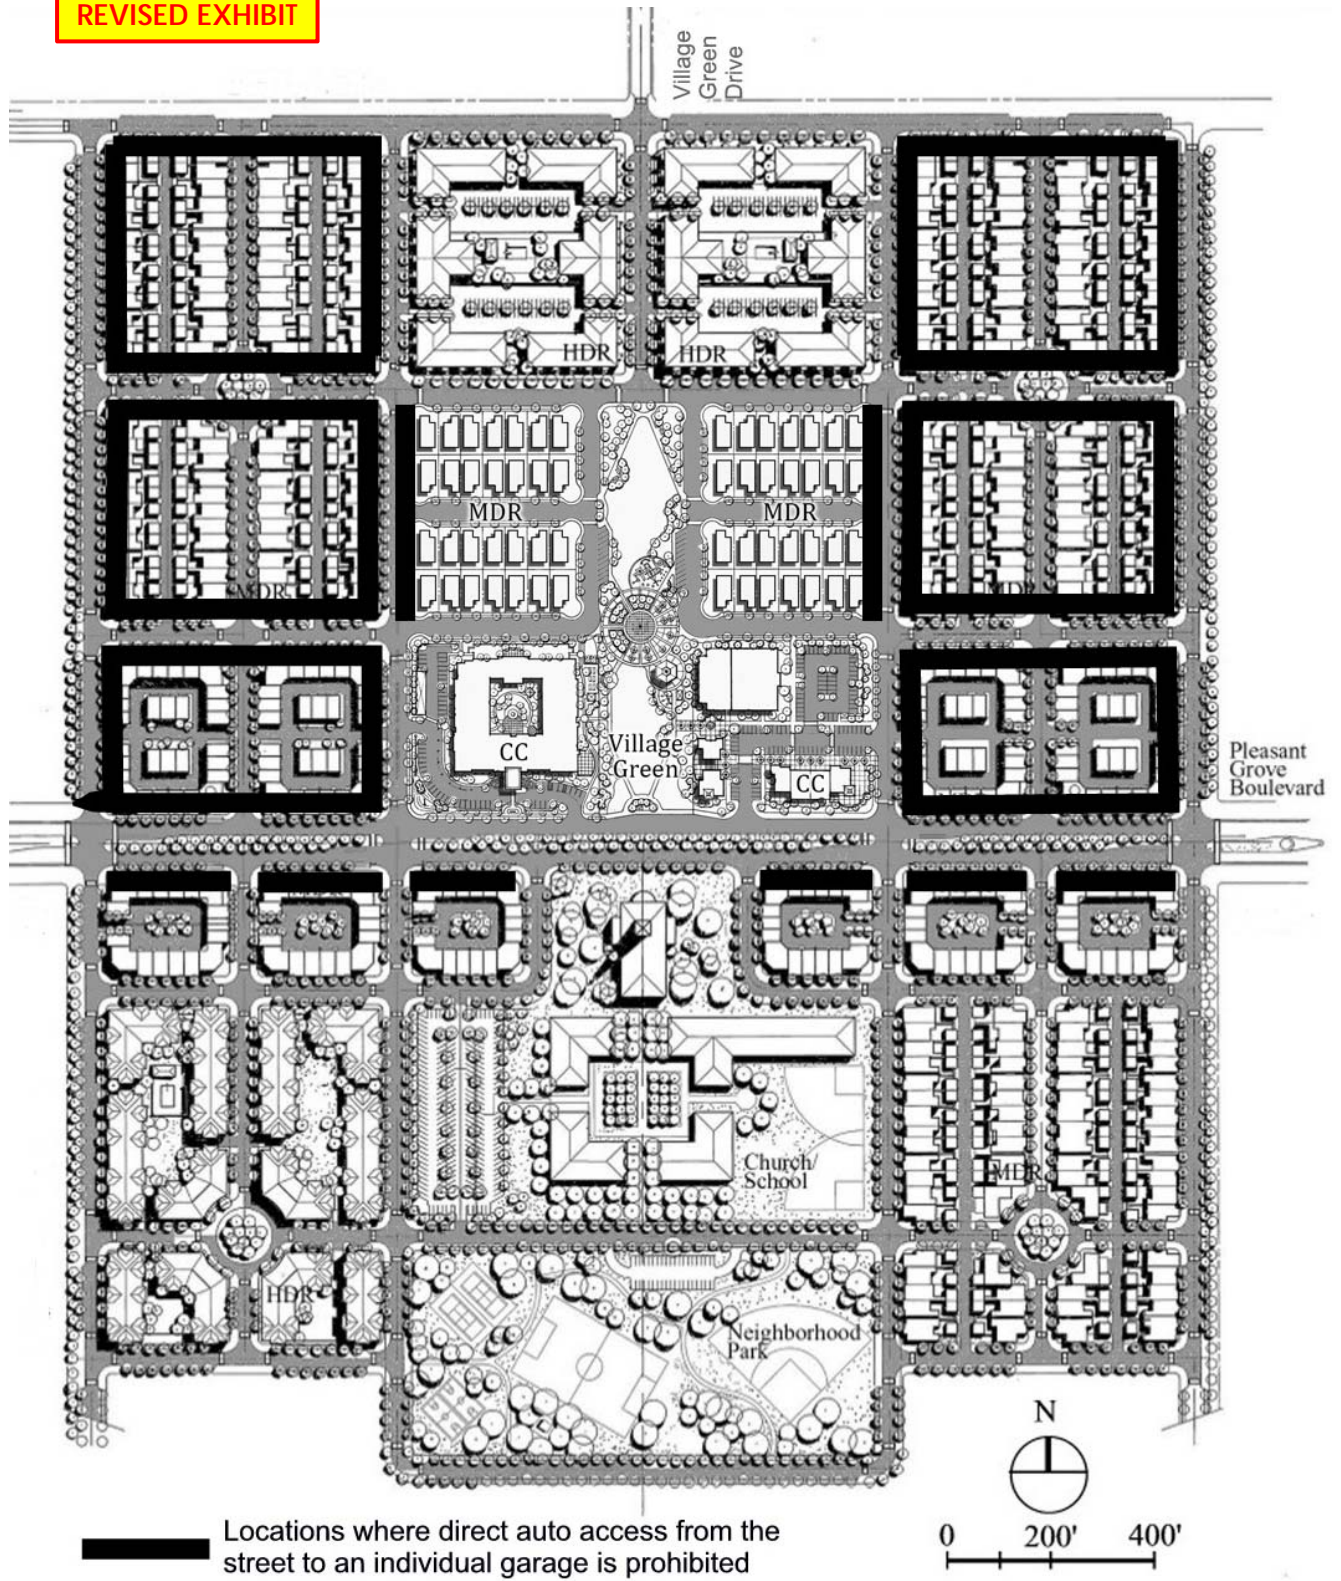 REVISED EXHIBIT
Village
Green
Drive
HDR
HDR
MDR
MDR
MDR
MDR
CC
Village
Green
CC
Pleasant
Grove
Boulevard
Church/
School
MDR
HDR
Neighborhood
Park
N
Locations where direct auto access from the
street to an individual garage is prohibited
0 200' 400'